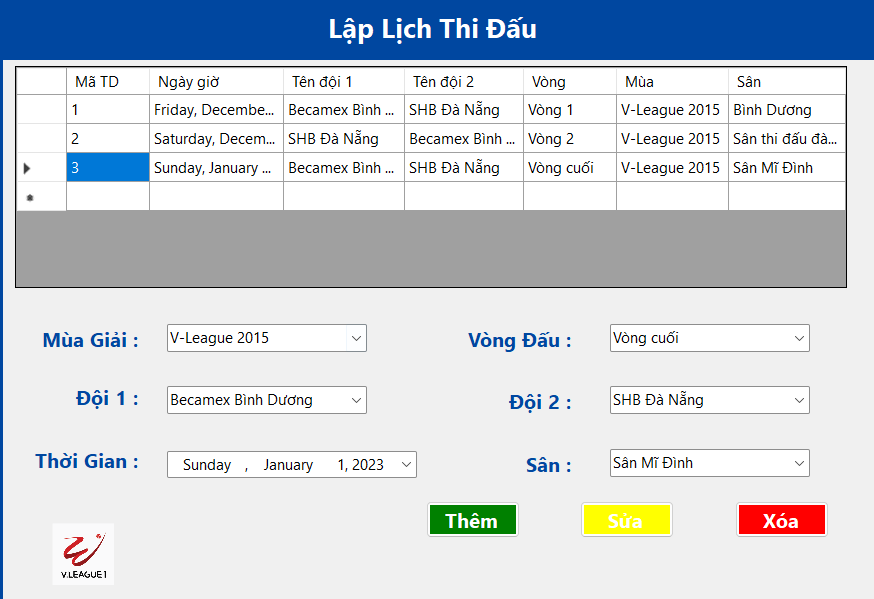 Lập Lịch Thi Đấu
Mã TD Ngày giờ Tên đội 1 Tên đội 2 Vòng Mùa Sân
1 Friday, Decembe... Becamex Bình ... SHB Đà Nẵng Vòng 1 V-League 2015 Bình Dương
2 Saturday, Decem... SHB Đà Nẵng Becamex Bình ... Vòng 2 V-League 2015 Sân thi đấu đà...
3 Sunday, January ... Becamex Bình ... SHB Đà Nẵng Vòng cuối V-League 2015 Sân Mĩ Đình
Mùa Giải : V-League 2015 Vòng Đấu : Vòng cuối
Đội 1 : Becamex Bình Dương Đội 2 : SHB Đà Nẵng
Thời Gian : Sunday , January 1, 2023 Sân : Sân Mĩ Đình
Thêm Sửa Xóa
V.LEAGUE1